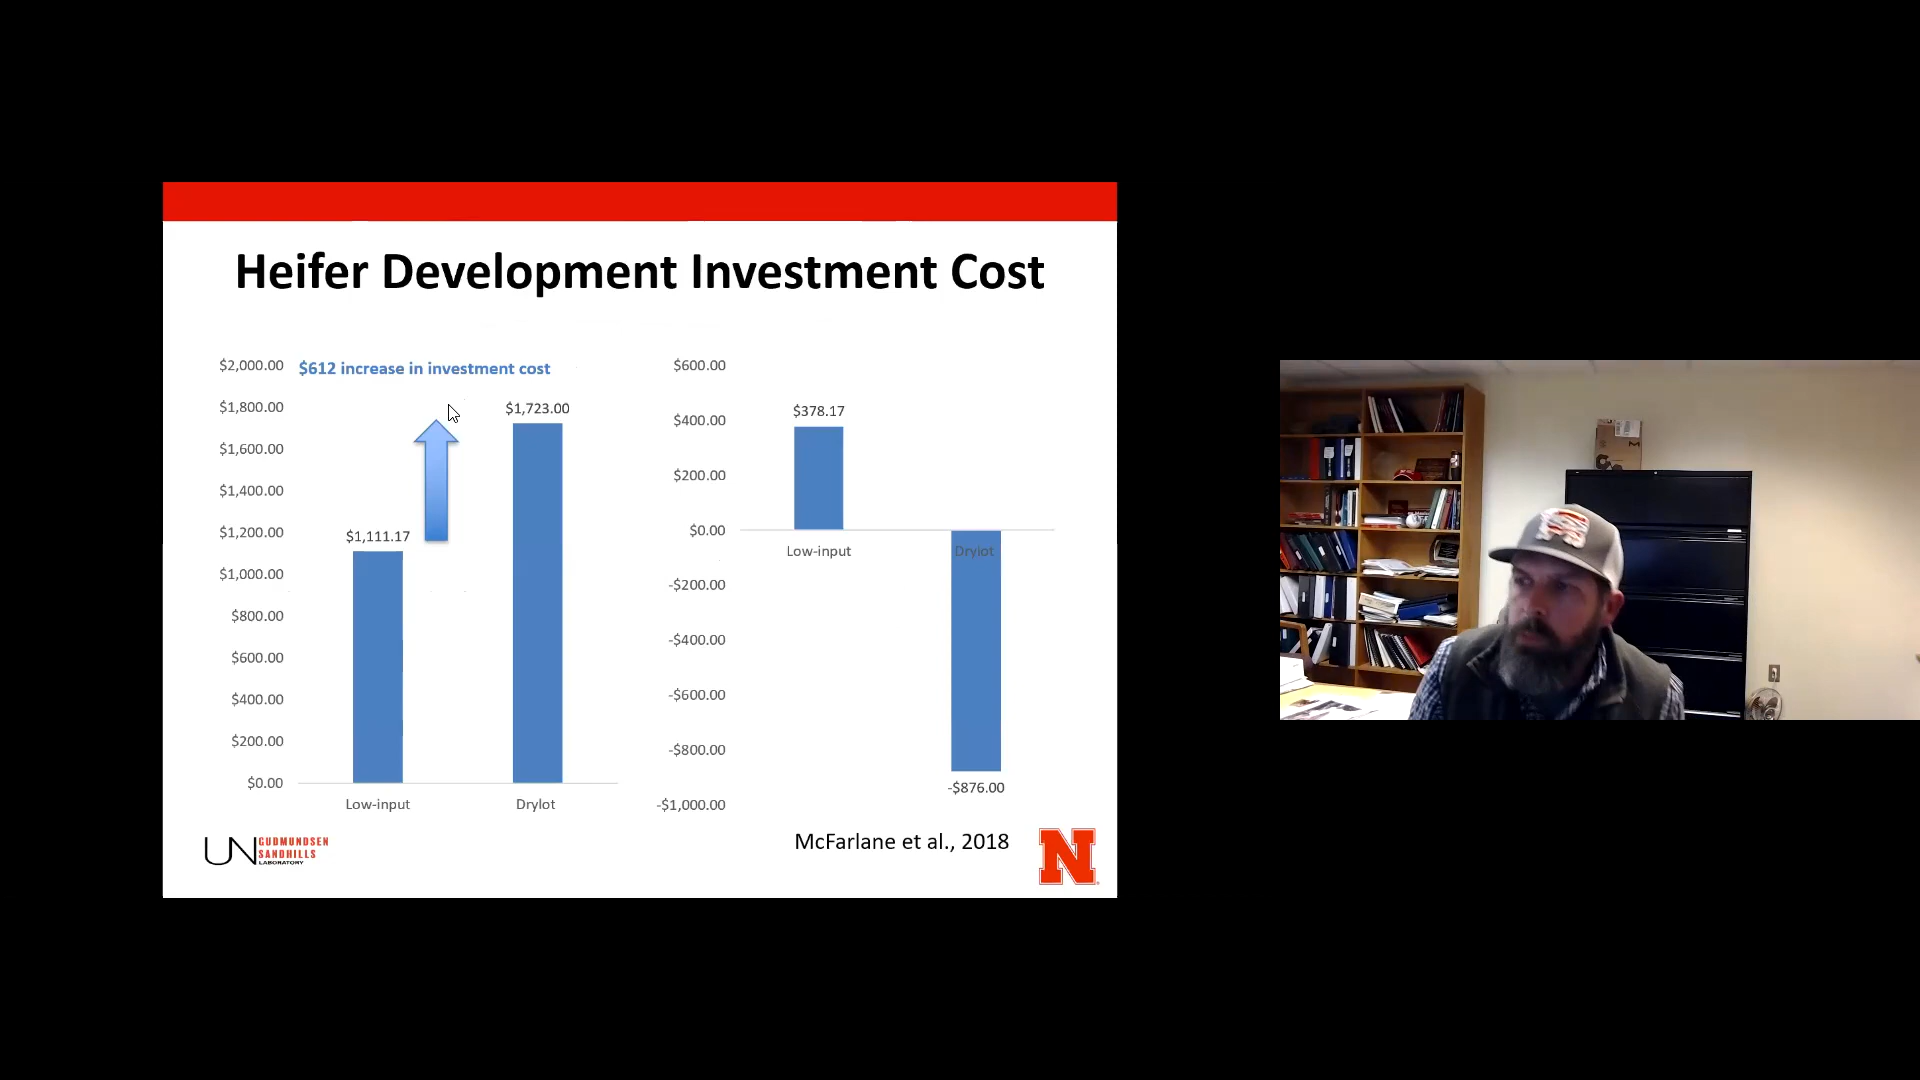 Heifer Development Investment Cost
$612 increase in investment cost
$2,000.00
$1,800.00
$1,600.00
$1,400.00
$1,200.00
$1,000.00
$800.00
$600.00
$400.00
$200.00
$0.00
$1,111.17
$1,723.00
Low-input
Drylot
$600.00
$400.00
$200.00
$0.00
-$200.00
-$400.00
-$600.00
-$800.00
-$1,000.00
$378.17
Low-input
Drylot
-$876.00
McFarlane et al., 2018
UN
GUDMUNDSEN
SANDHILLS
LABORATORY
N